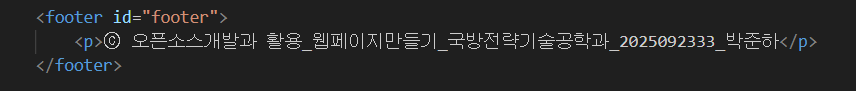 <footer id="footer">
<p>© 오픈소스개발과 활용_웹페이지만들기_국방전략기술공학과_2025092333_박준하</p>
</footer>